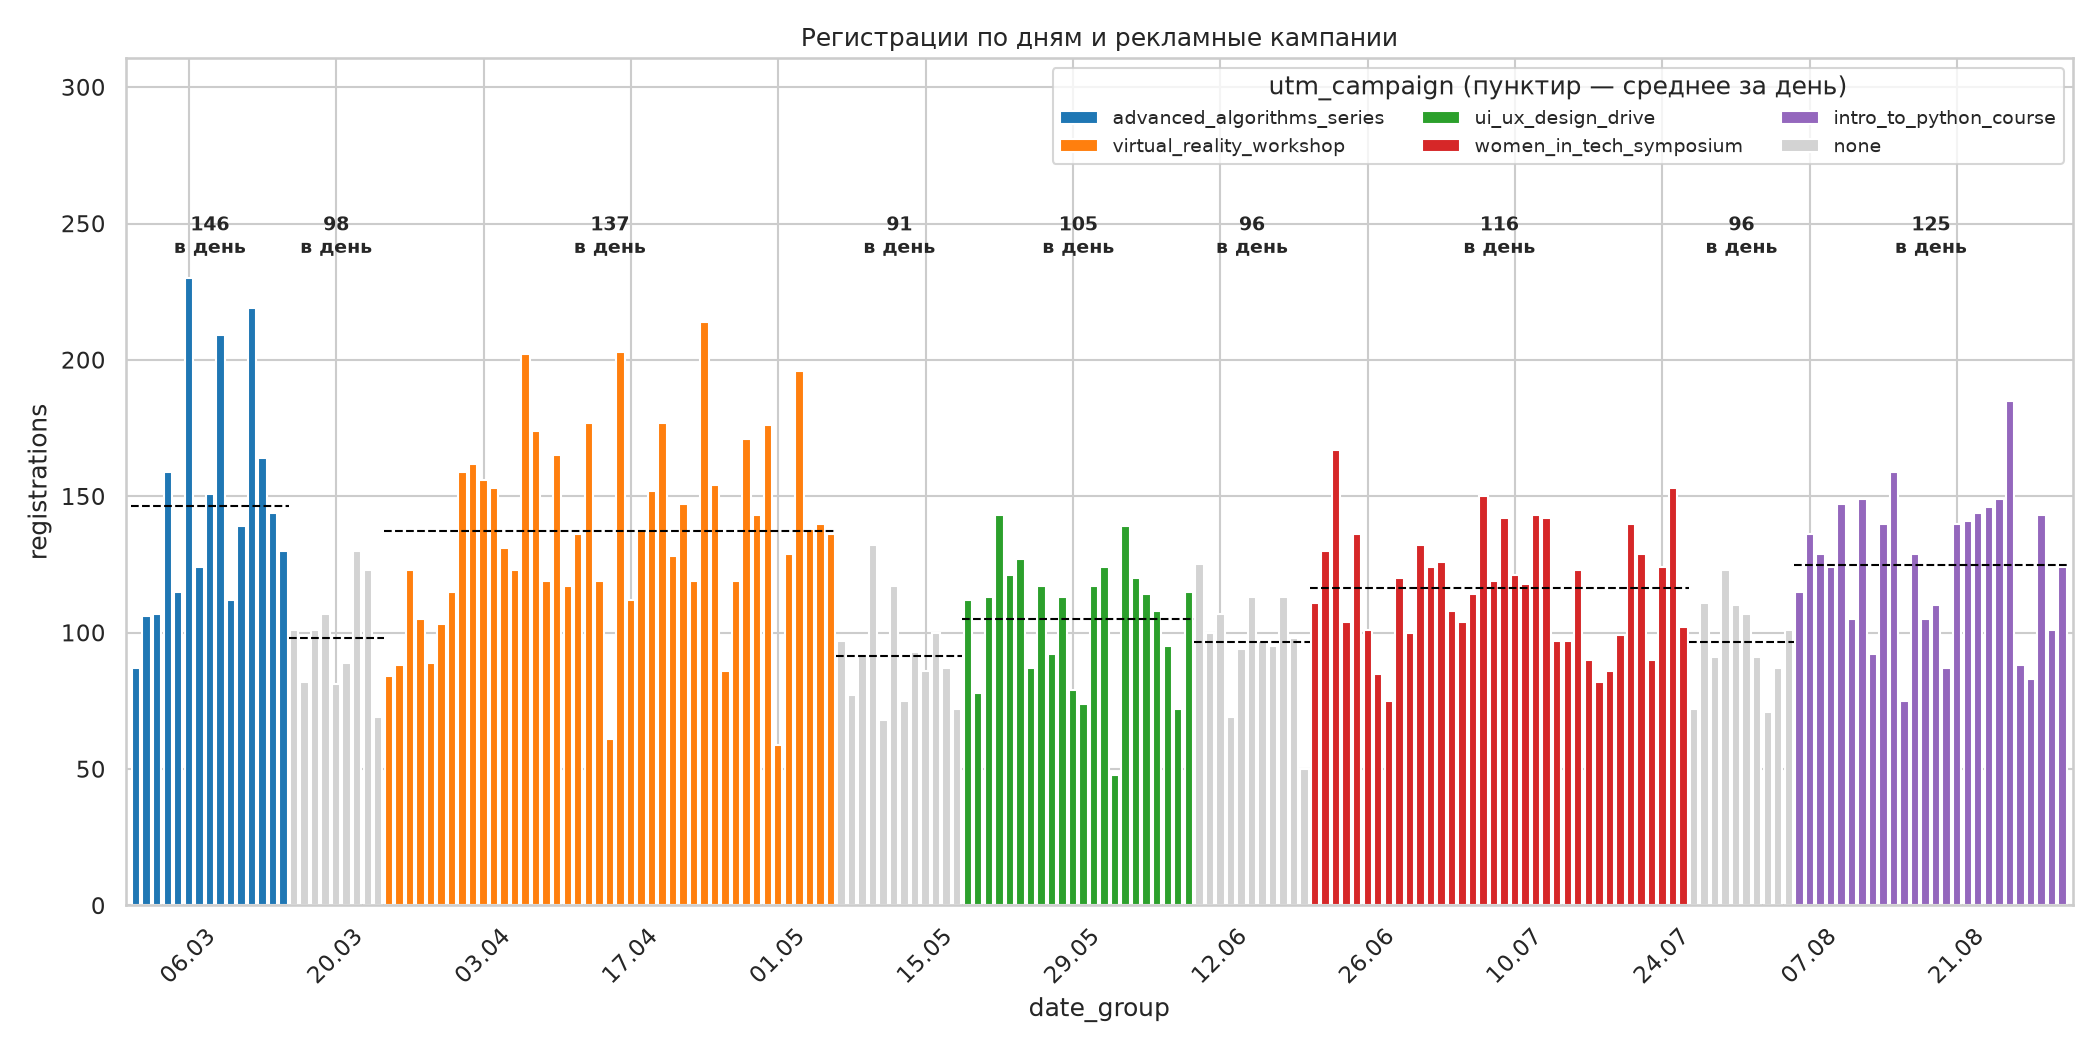 Регистрации по дням и рекламные кампании
utm_campaign (пунктир — среднее за день)
advanced_algorithms_series
virtual_reality_workshop
ui_ux_design_drive
women_in_tech_symposium
intro_to_python_course
none
registrations
300
250
200
150
100
50
0
146
в день
98
в день
137
в день
91
в день
105
в день
96
в день
116
в день
96
в день
125
в день
06.03
20.03
03.04
17.04
01.05
15.05
29.05
12.06
26.06
10.07
24.07
07.08
21.08
date_group